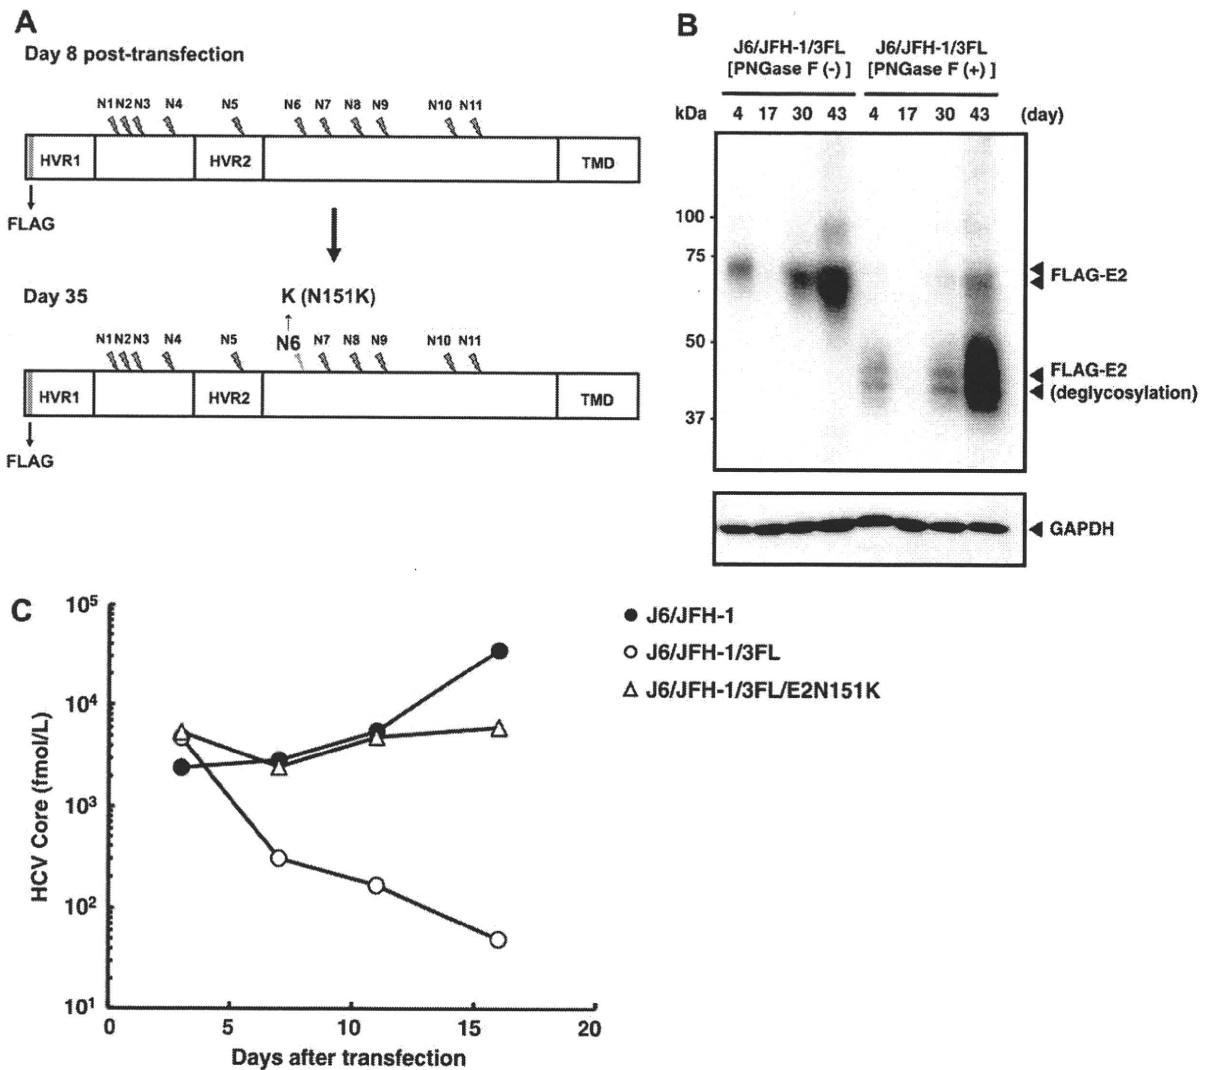 A
Day 8 post-transfection
N1 N2 N3 N4 N5 N6 N7 N8 N9 N10 N11
HVR1 HVR2 TMD
FLAG
Day 35
K (N151K)
N1 N2 N3 N4 N5 N6 N7 N8 N9 N10 N11
HVR1 HVR2 TMD
FLAG
B
J6/JFH-1/3FL J6/JFH-1/3FL
[PNGase F (-) ] [PNGase F (+) ]
kDa 4 17 30 43 4 17 30 43 (day)
100
75
FLAG-E2
50
FLAG-E2
(deglycosylation)
37
GAPDH
C
HCV Core (fmol/L)
10⁵
10⁴
10³
10²
10¹
0 5 10 15 20
Days after transfection
J6/JFH-1
J6/JFH-1/3FL
J6/JFH-1/3FL/E2N151K